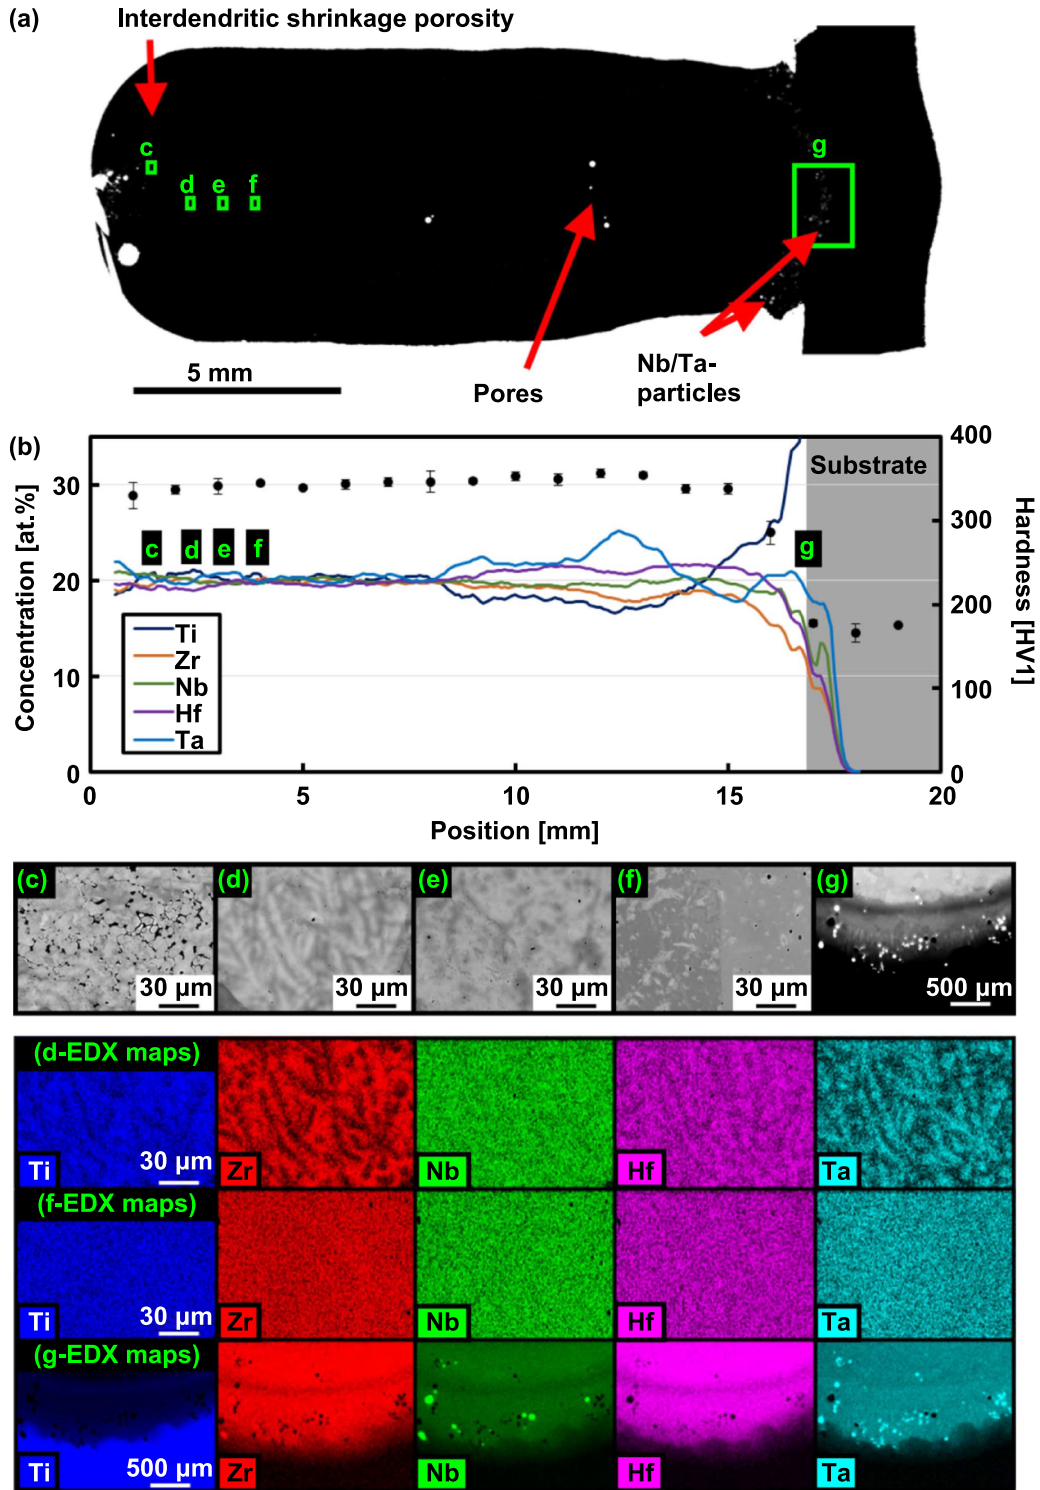 (a)
Interdendritic shrinkage porosity
c
d e f
g
5 mm
Pores
Nb/Ta-
particles
(b)
Concentration [at.%]
30
20
10
0
400
300
200
100
0
Hardness [HV1]
Substrate
c d e f g
Ti
Zr
Nb
Hf
Ta
0 5 10 15 20
Position [mm]
(c) (d) (e) (f) (g)
30 µm 30 µm 30 µm 30 µm 500 µm
(d-EDX maps)
30 µm
Ti Zr Nb Hf Ta
(f-EDX maps)
30 µm
Ti Zr Nb Hf Ta
(g-EDX maps)
500 µm
Ti Zr Nb Hf Ta